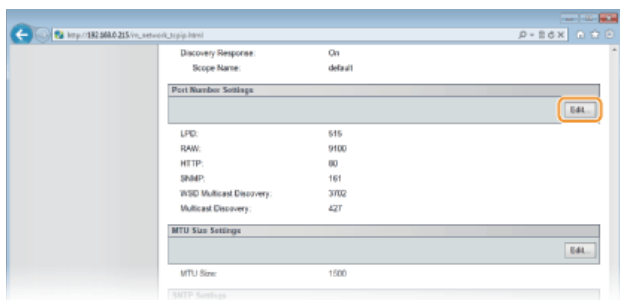 http://192.168.0.215/m_network_tcpip.html
Discovery Response: On
Scope Name: default
Port Number Settings
Edit...
LPD: 515
RAW: 9100
HTTP: 80
SNMP: 161
WSD Multicast Discovery: 3702
Multicast Discovery: 427
MTU Size Settings
Edit...
MTU Size: 1500
SNTP Settings